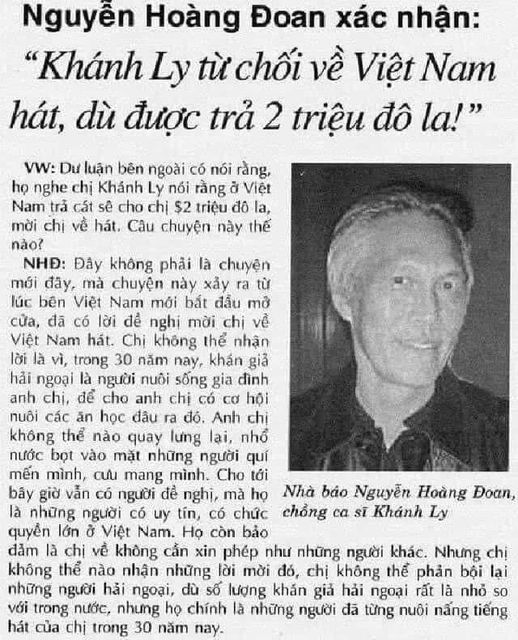 Nguyễn Hoàng Đoan xác nhận:
“Khánh Ly từ chối về Việt Nam
hát, dù được trả 2 triệu đô la!”
VW: Dư luận bên ngoài có nói rằng,
họ nghe chị Khánh Ly nói rằng ở Việt
Nam trả cát sê cho chị $2 triệu đô la,
mời chị về hát. Câu chuyện này thế
nào?
NHĐ: Đây không phải là chuyện
mới đây, mà chuyện này xảy ra từ
lúc bên Việt Nam mới bắt đầu mở
cửa, đã có lời đề nghị mời chị về
Việt Nam hát. Chị không thể nhận
lời là vì, trong 30 năm nay, khán giả
hải ngoại là người nuôi sống gia đình
anh chị, để cho anh chị có cơ hội
nuôi các ăn học đâu ra đó. Anh chị
không thể nào quay lưng lại, nhổ
nước bọt vào mặt những người quí
mến mình, cưu mang mình. Cho tới
bây giờ vẫn có người đề nghị, mà họ
là những người có uy tín, có chức
quyền lớn ở Việt Nam. Họ còn bảo
đảm là chị về không cần xin phép như những người khác. Nhưng chị
không thể nào nhận những lời mời đó, chị không thể phản bội lại
những người hải ngoại, dù số lượng khán giả hải ngoại rất là nhỏ so
với trong nước, nhưng họ chính là những người đã từng nuôi nấng tiếng
hát của chị trong 30 năm nay.
Nhà báo Nguyễn Hoàng Đoan,
chồng ca sĩ Khánh Ly